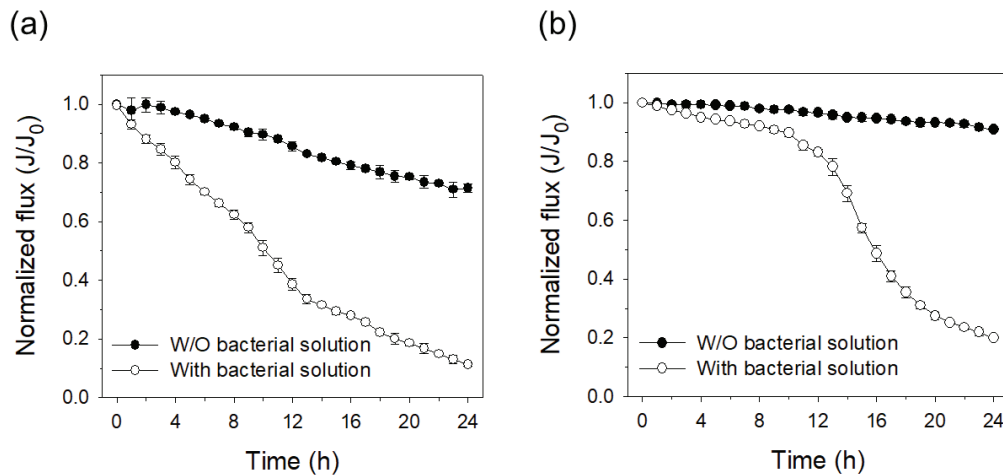 (a)
Normalized flux (J/J0)
1.0
0.8
0.6
0.4
0.2
0.0
W/O bacterial solution
With bacterial solution
0 4 8 12 16 20 24
Time (h)
(b)
Normalized flux (J/J0)
1.0
0.8
0.6
0.4
0.2
0.0
W/O bacterial solution
With bacterial solution
0 4 8 12 16 20 24
Time (h)